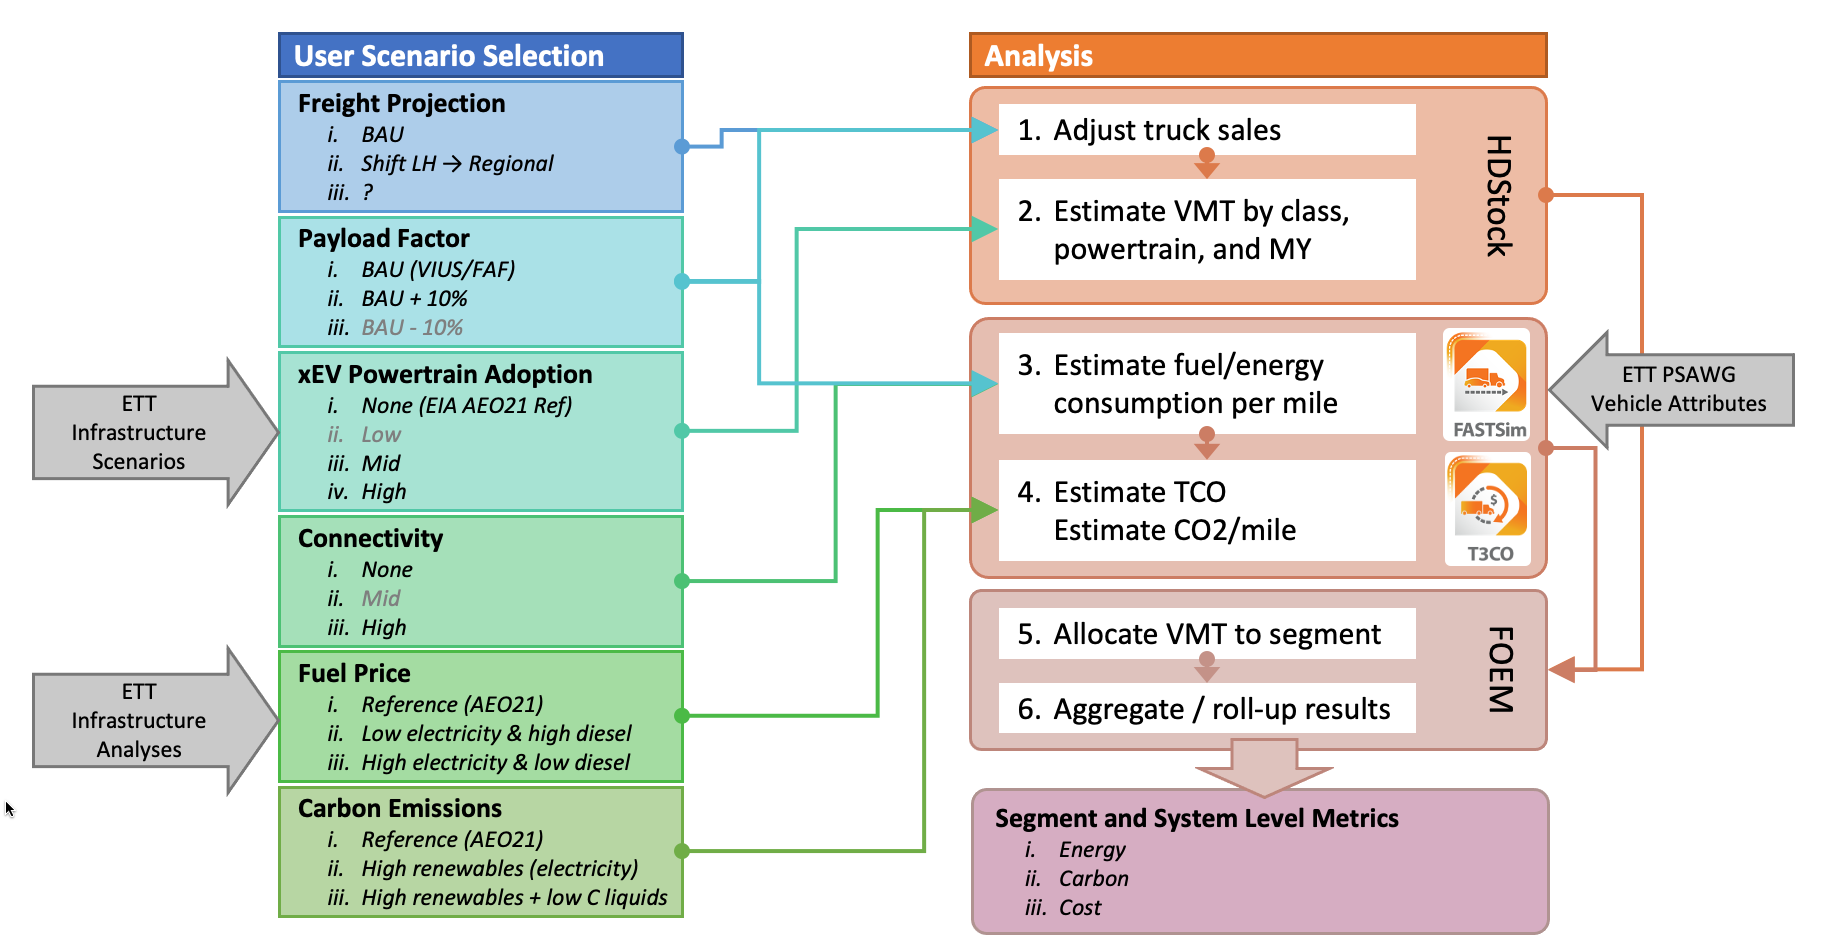 User Scenario Selection
Freight Projection
i. BAU
ii. Shift LH → Regional
iii. ?
Payload Factor
i. BAU (VIUS/FAF)
ii. BAU + 10%
iii. BAU - 10%
xEV Powertrain Adoption
i. None (EIA AEO21 Ref)
ii. Low
iii. Mid
iv. High
Connectivity
i. None
ii. Mid
iii. High
Fuel Price
i. Reference (AEO21)
ii. Low electricity & high diesel
iii. High electricity & low diesel
Carbon Emissions
i. Reference (AEO21)
ii. High renewables (electricity)
iii. High renewables + low C liquids
ETT
Infrastructure
Scenarios
ETT
Infrastructure
Analyses
Analysis
1. Adjust truck sales
2. Estimate VMT by class,
powertrain, and MY
HDStock
3. Estimate fuel/energy
consumption per mile
4. Estimate TCO
Estimate CO2/mile
FASTSim
$
T3CO
ETT PSAWG
Vehicle Attributes
5. Allocate VMT to segment
6. Aggregate / roll-up results
FOEM
Segment and System Level Metrics
i. Energy
ii. Carbon
iii. Cost